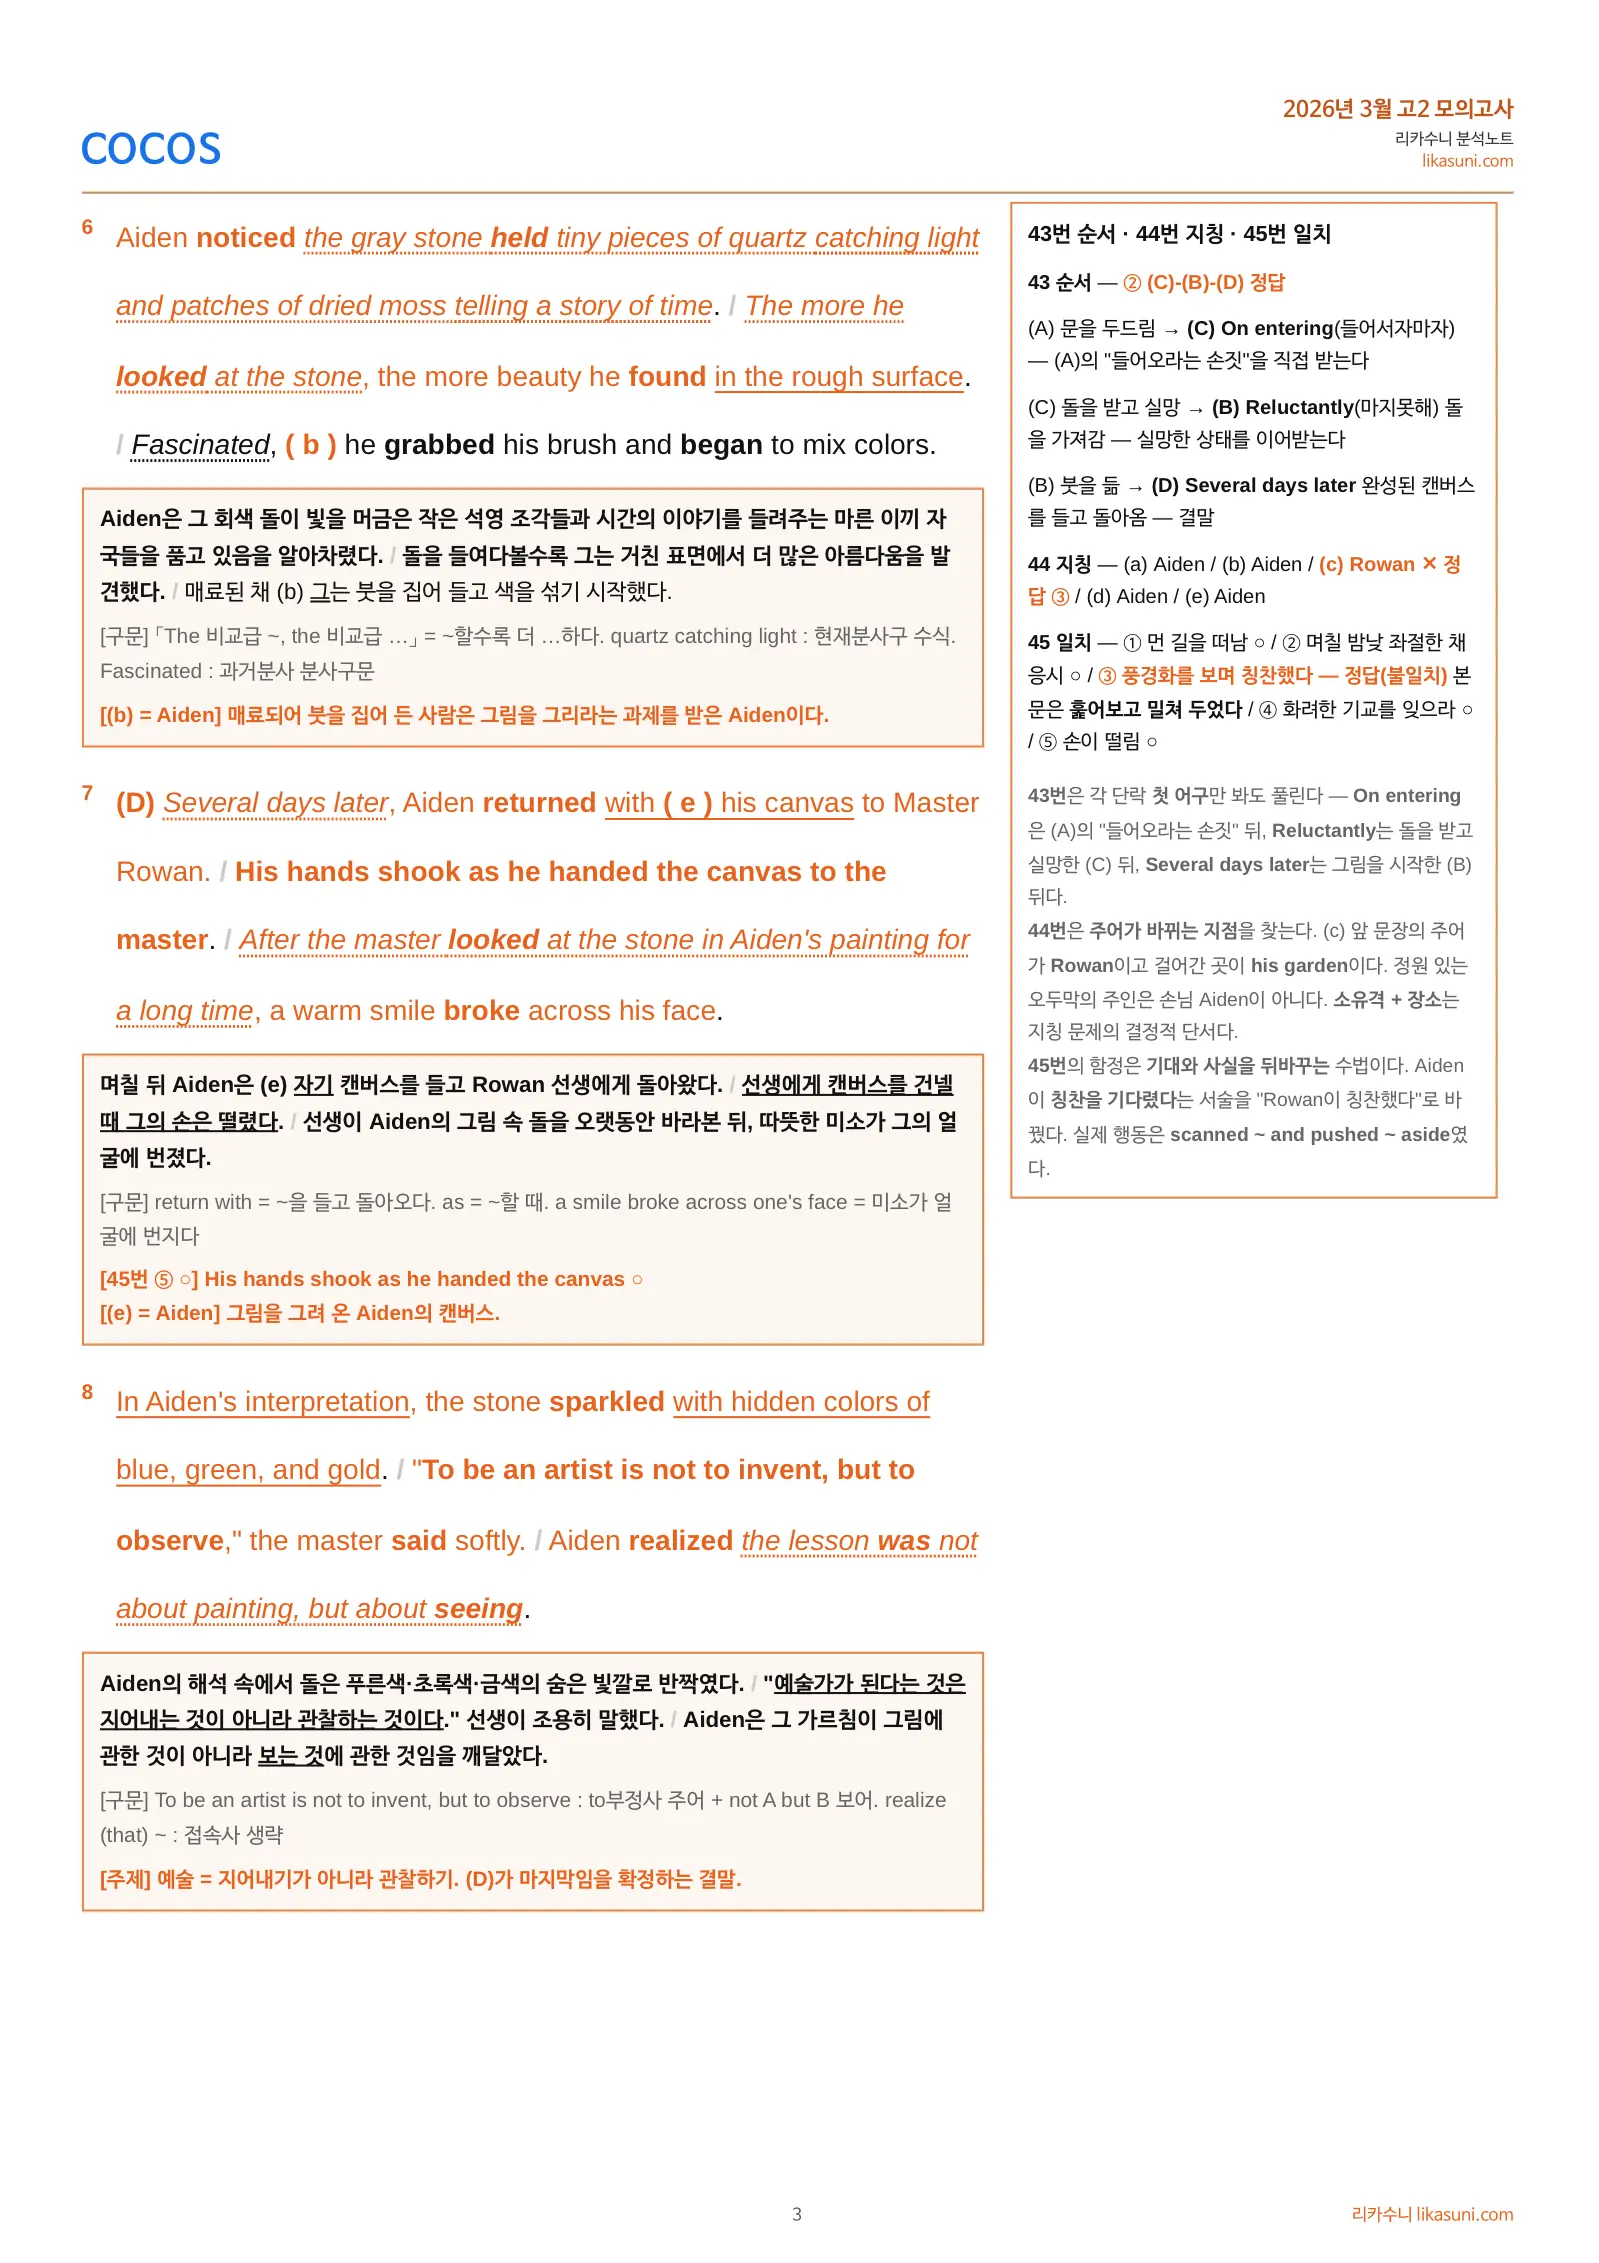 cocos
2026년 3월 고2 모의고사
리카수니 분석노트
likasuni.com
6 Aiden noticed the gray stone held tiny pieces of quartz catching light
and patches of dried moss telling a story of time. / The more he
looked at the stone, the more beauty he found in the rough surface.
/ Fascinated, ( b ) he grabbed his brush and began to mix colors.
Aiden은 그 회색 돌이 빛을 머금은 작은 석영 조각들과 시간의 이야기를 들려주는 마른 이끼 자
국들을 품고 있음을 알아차렸다. / 돌을 들여다볼수록 그는 거친 표면에서 더 많은 아름다움을 발
견했다. / 매료된 채 (b) 그는 붓을 집어 들고 색을 섞기 시작했다.
[구문] 「The 비교급 ~, the 비교급 …」 = ~할수록 더 …하다. quartz catching light : 현재분사구 수식.
Fascinated : 과거분사 분사구문
[(b) = Aiden] 매료되어 붓을 집어 든 사람은 그림을 그리라는 과제를 받은 Aiden이다.
7 (D) Several days later, Aiden returned with ( e ) his canvas to Master
Rowan. / His hands shook as he handed the canvas to the
master. / After the master looked at the stone in Aiden's painting for
a long time, a warm smile broke across his face.
며칠 뒤 Aiden은 (e) 자기 캔버스를 들고 Rowan 선생에게 돌아왔다. / 선생에게 캔버스를 건넬
때 그의 손은 떨렸다. / 선생이 Aiden의 그림 속 돌을 오랫동안 바라본 뒤, 따뜻한 미소가 그의 얼
굴에 번졌다.
[구문] return with = ~을 들고 돌아오다. as = ~할 때. a smile broke across one's face = 미소가 얼
굴에 번지다
[45번 ⑤ ○] His hands shook as he handed the canvas ○
[(e) = Aiden] 그림을 그려 온 Aiden의 캔버스.
8 In Aiden's interpretation, the stone sparkled with hidden colors of
blue, green, and gold. / "To be an artist is not to invent, but to
observe," the master said softly. / Aiden realized the lesson was not
about painting, but about seeing.
Aiden의 해석 속에서 돌은 푸른색·초록색·금색의 숨은 빛깔로 반짝였다. / "예술가가 된다는 것은
지어내는 것이 아니라 관찰하는 것이다." 선생이 조용히 말했다. / Aiden은 그 가르침이 그림에
관한 것이 아니라 보는 것에 관한 것임을 깨달았다.
[구문] To be an artist is not to invent, but to observe : to부정사 주어 + not A but B 보어. realize
(that) ~ : 접속사 생략
[주제] 예술 = 지어내기가 아니라 관찰하기. (D)가 마지막임을 확정하는 결말.
43번 순서 · 44번 지칭 · 45번 일치
43 순서 — ② (C)-(B)-(D) 정답
(A) 문을 두드림 → (C) On entering(들어서자마자)
— (A)의 "들어오라는 손짓"을 직접 받는다
(C) 돌을 받고 실망 → (B) Reluctantly(마지못해) 돌
을 가져감 — 실망한 상태를 이어받는다
(B) 붓을 듦 → (D) Several days later 완성된 캔버스
를 들고 돌아옴 — 결말
44 지칭 — (a) Aiden / (b) Aiden / (c) Rowan ✕ 정
답 ③ / (d) Aiden / (e) Aiden
45 일치 — ① 먼 길을 떠남 ○ / ② 며칠 밤낮 좌절한 채
응시 ○ / ③ 풍경화를 보며 칭찬했다 — 정답(불일치) 본
문은 훑어보고 밀쳐 두었다 / ④ 화려한 기교를 잊으라 ○
/ ⑤ 손이 떨림 ○
43번은 각 단락 첫 어구만 봐도 풀린다 — On entering
은 (A)의 "들어오라는 손짓" 뒤, Reluctantly는 돌을 받고
실망한 (C) 뒤, Several days later는 그림을 시작한 (B)
뒤다.
44번은 주어가 바뀌는 지점을 찾는다. (c) 앞 문장의 주어
가 Rowan이고 걸어간 곳이 his garden이다. 정원 있는
오두막의 주인은 손님 Aiden이 아니다. 소유격 + 장소는
지칭 문제의 결정적 단서다.
45번의 함정은 기대와 사실을 뒤바꾸는 수법이다. Aiden
이 칭찬을 기다렸다는 서술을 "Rowan이 칭찬했다"로 바
꿨다. 실제 행동은 scanned ~ and pushed ~ aside였
다.
3
리카수니 likasuni.com